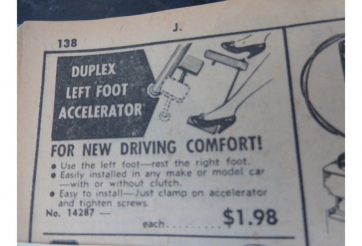 J.
138
DUPLEX
LEFT FOOT
ACCELERATOR
FOR NEW DRIVING COMFORT!
• Use the left foot—rest the right foot.
• Easily installed in any make or model car
—with or without clutch.
• Easy to install—Just clamp on accelerator
and tighten screws.
No. 14287 —
each.......... $1.98